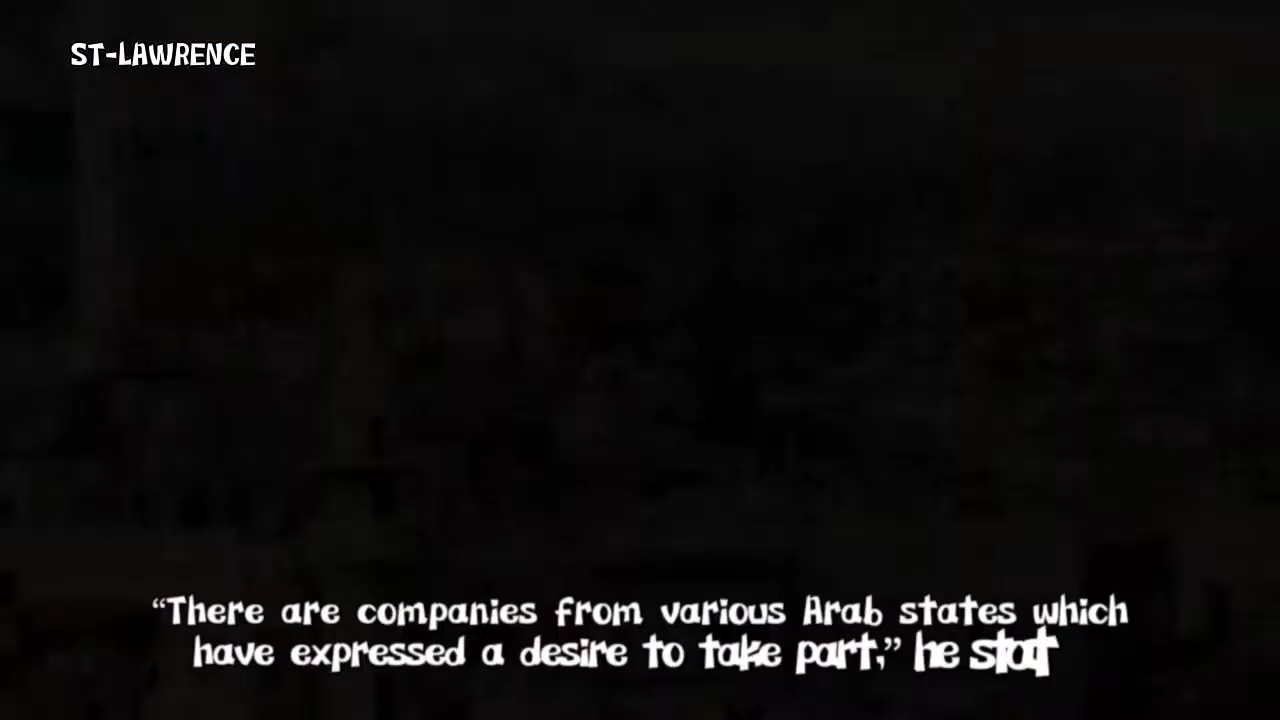 ST-LAWRENCE
“There are companies from various Arab states which
have expressed a desire to take part,” he stat